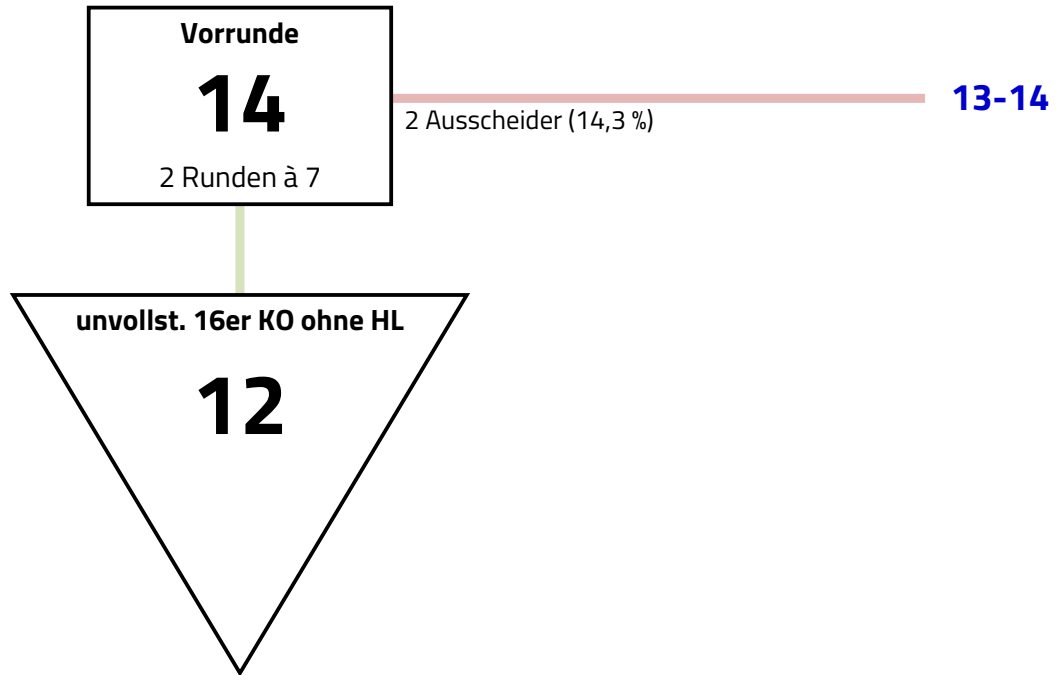 Vorrunde
14
2 Runden à 7
2 Ausscheider (14,3 %)
13-14
unvollst. 16er KO ohne HL
12